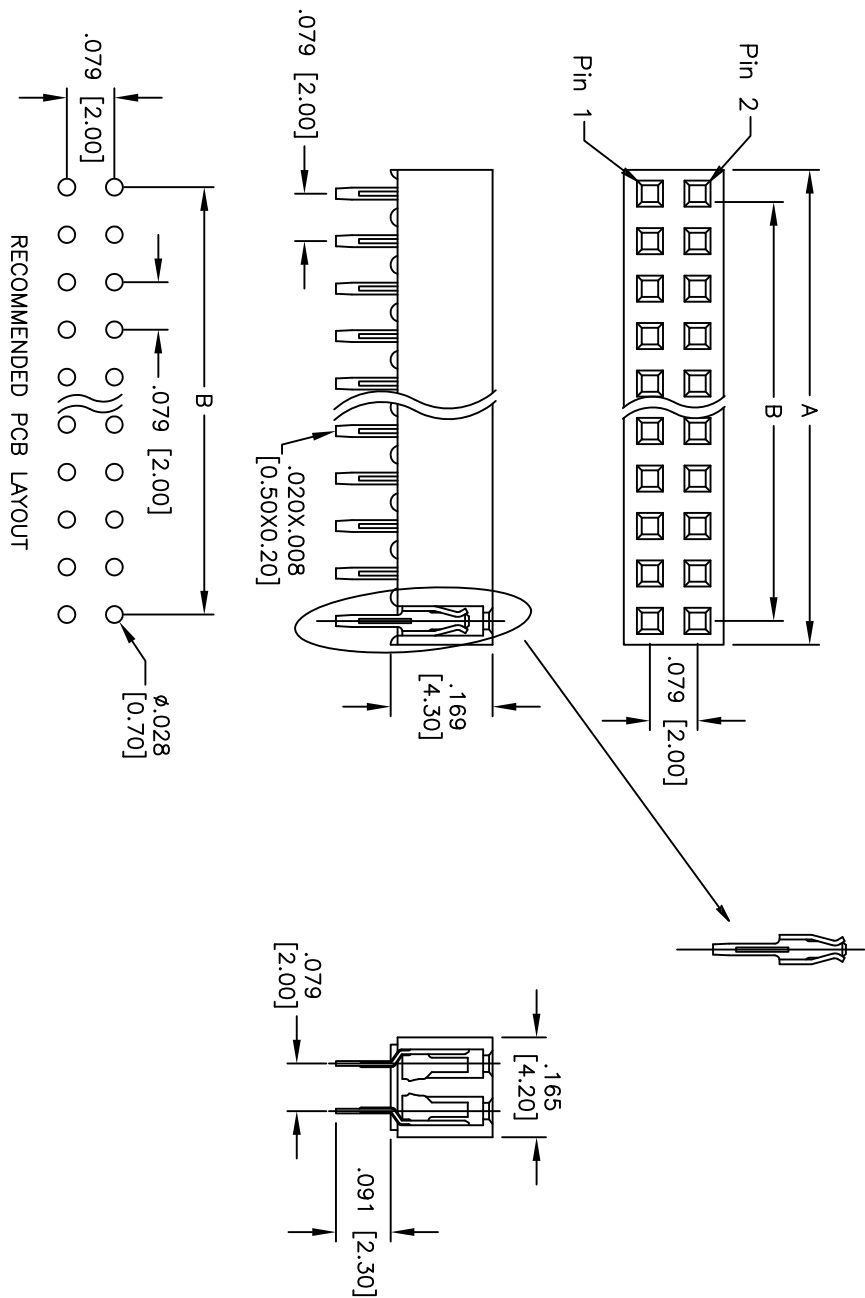 A
B
Pin 2
Pin 1
.079 [2.00]
.079 [2.00]
.020X.008
[0.50X0.20]
.169
[4.30]
.165
[4.20]
.079
[2.00]
.091 [2.30]
B
.079 [2.00]
.079 [2.00]
ø.028
[0.70]
RECOMMENDED PCB LAYOUT